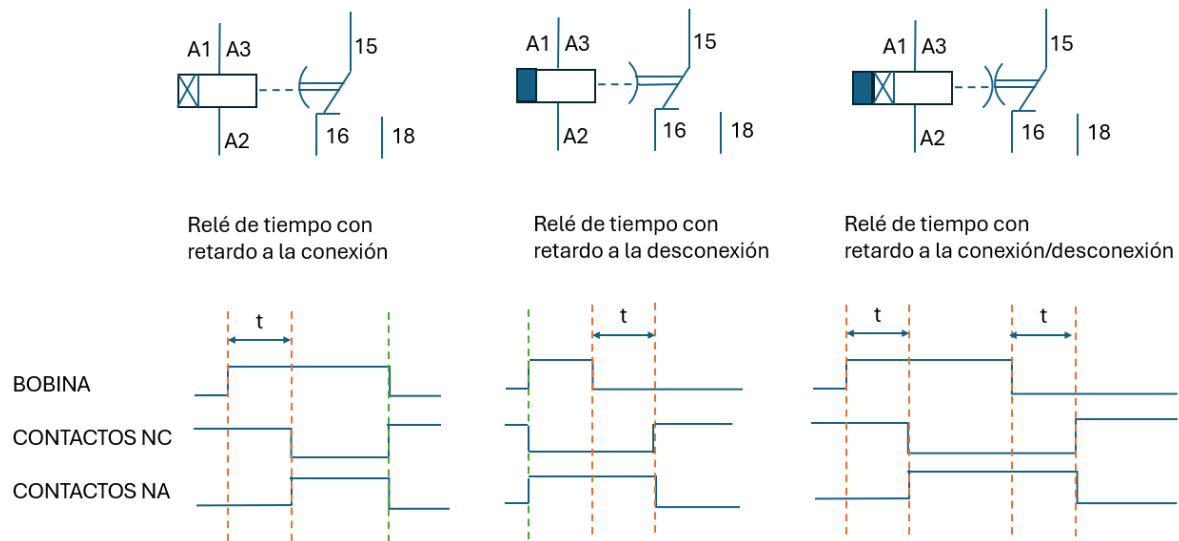 A1 A3
15
A2
16
18
A1 A3
15
A2
16
18
A1 A3
15
A2
16
18
Relé de tiempo con
retardo a la conexión
Relé de tiempo con
retardo a la desconexión
Relé de tiempo con
retardo a la conexión/desconexión
t
t
t
t
BOBINA
CONTACTOS NC
CONTACTOS NA